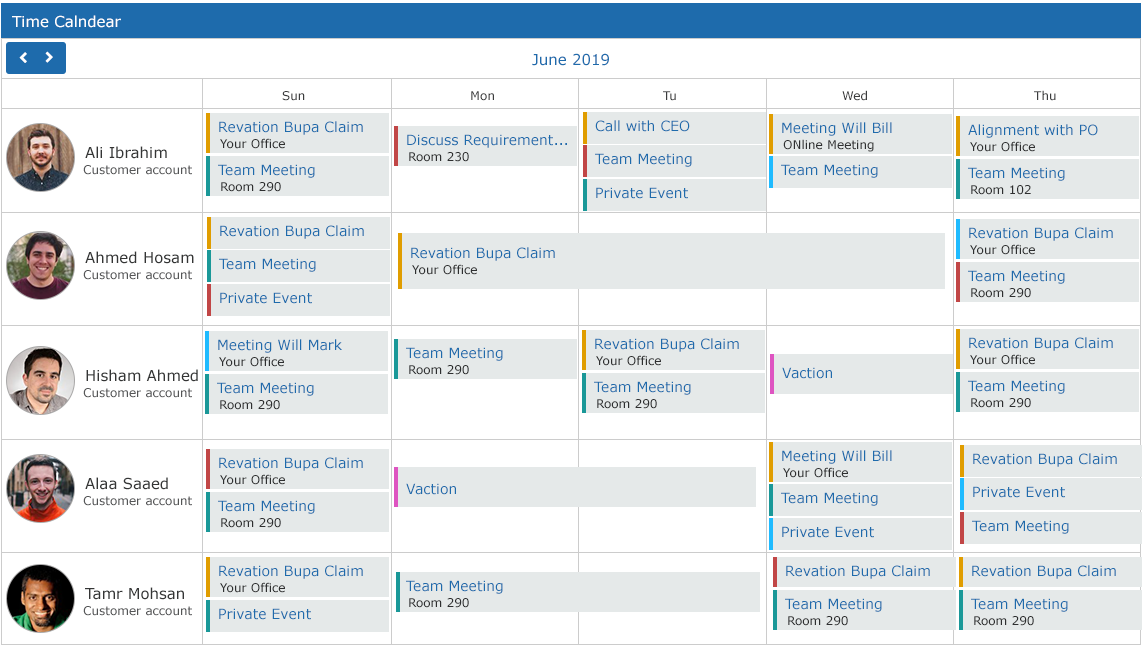 Time Calndear
June 2019
Sun
Mon
Tu
Wed
Thu
Ali Ibrahim
Customer account
Revation Bupa Claim
Your Office
Team Meeting
Room 290
Discuss Requirement...
Room 230
Call with CEO
Team Meeting
Private Event
Meeting Will Bill
ONline Meeting
Team Meeting
Alignment with PO
Your Office
Team Meeting
Room 102
Ahmed Hosam
Customer account
Revation Bupa Claim
Team Meeting
Private Event
Revation Bupa Claim
Your Office
Revation Bupa Claim
Your Office
Team Meeting
Room 290
Hisham Ahmed
Customer account
Meeting Will Mark
Your Office
Team Meeting
Room 290
Team Meeting
Room 290
Revation Bupa Claim
Your Office
Team Meeting
Room 290
Vaction
Revation Bupa Claim
Your Office
Team Meeting
Room 290
Alaa Saaed
Customer account
Revation Bupa Claim
Your Office
Team Meeting
Room 290
Vaction
Meeting Will Bill
Your Office
Team Meeting
Private Event
Revation Bupa Claim
Private Event
Team Meeting
Tamr Mohsan
Customer account
Revation Bupa Claim
Your Office
Private Event
Team Meeting
Room 290
Revation Bupa Claim
Team Meeting
Room 290
Revation Bupa Claim
Team Meeting
Room 290